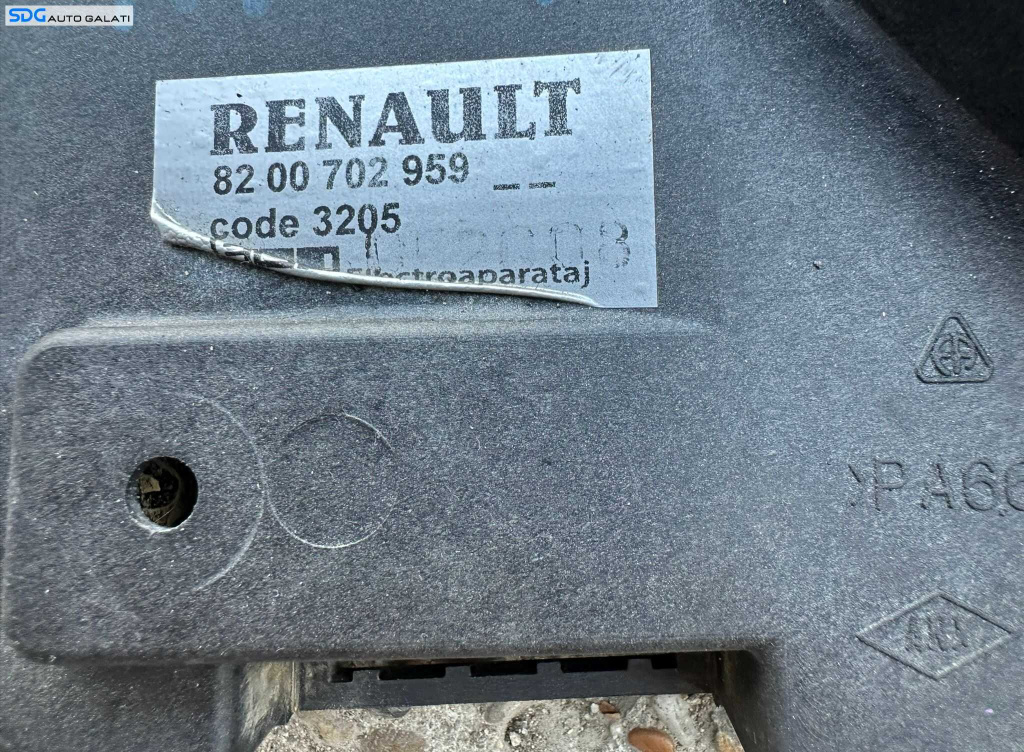 SDG AUTO GALATI
RENAULT
82 00 702 959 _ _
code 3205
Electroaparataj
PA66